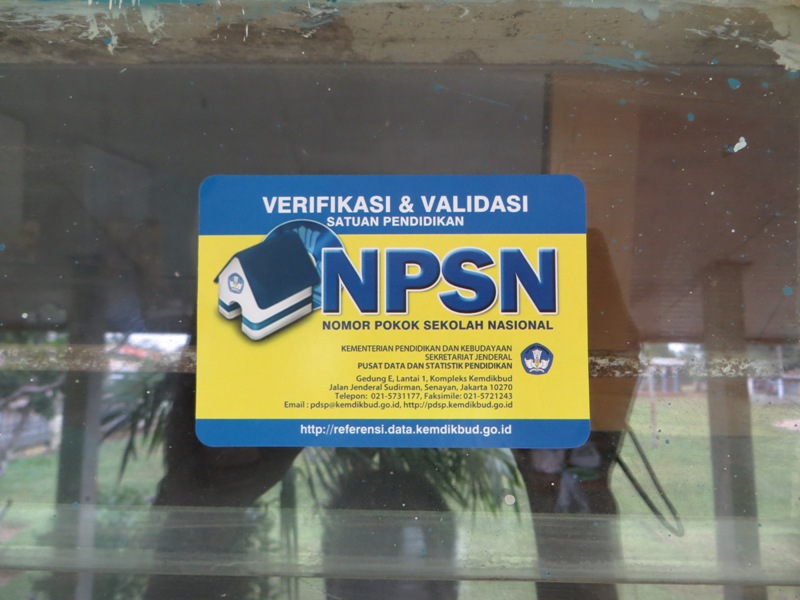 VERIFIKASI & VALIDASI
SATUAN PENDIDIKAN
NPSN
NOMOR POKOK SEKOLAH NASIONAL
KEMENTERIAN PENDIDIKAN DAN KEBUDAYAAN
SEKRETARIAT JENDERAL
PUSAT DATA DAN STATISTIK PENDIDIKAN
Gedung E, Lantai 1, Kompleks Kemdikbud
Jalan Jenderal Sudirman, Senayan, Jakarta 10270
Telepon: 021-5731177, Faksimile: 021-5721243
Email : pdsp@kemdikbud.go.id, http://pdsp.kemdikbud.go.id
http://referensi.data.kemdikbud.go.id